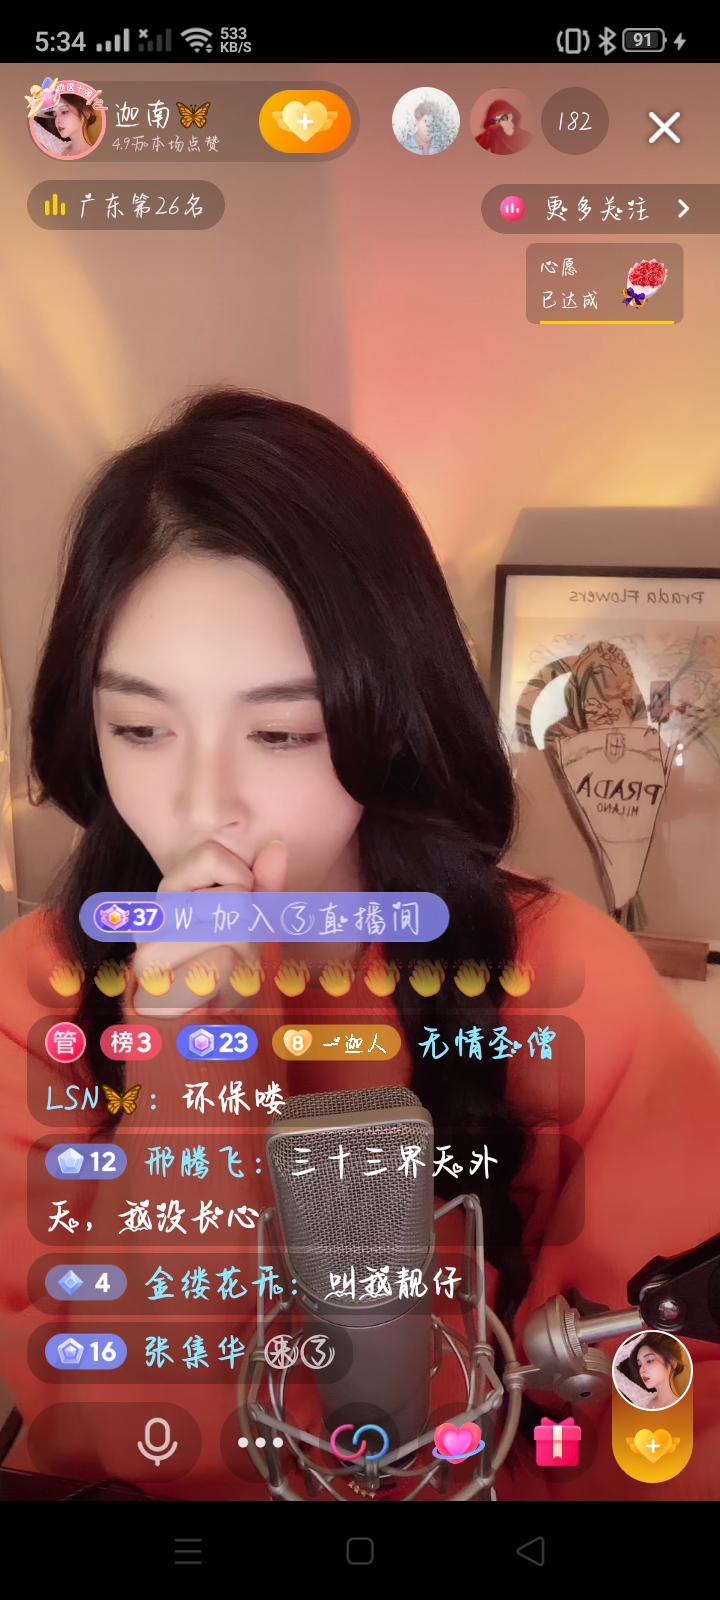 5:34
533
KB/S
91
迦南🦋
4.9万本场点赞
182
广东第26名
更多关注
心愿
已达成
Prada Flowers
PRADA
MILANO
37 W 加入了直播间
👏👏👏👏👏👏👏👏👏👏👏
管 榜3 23 8 一迦人 无情圣僧
LSN🦋：环保喽
12 邢腾飞：三十三界天外
天，我没长心
4 金缕花开：叫我靓仔
16 张集华 来了